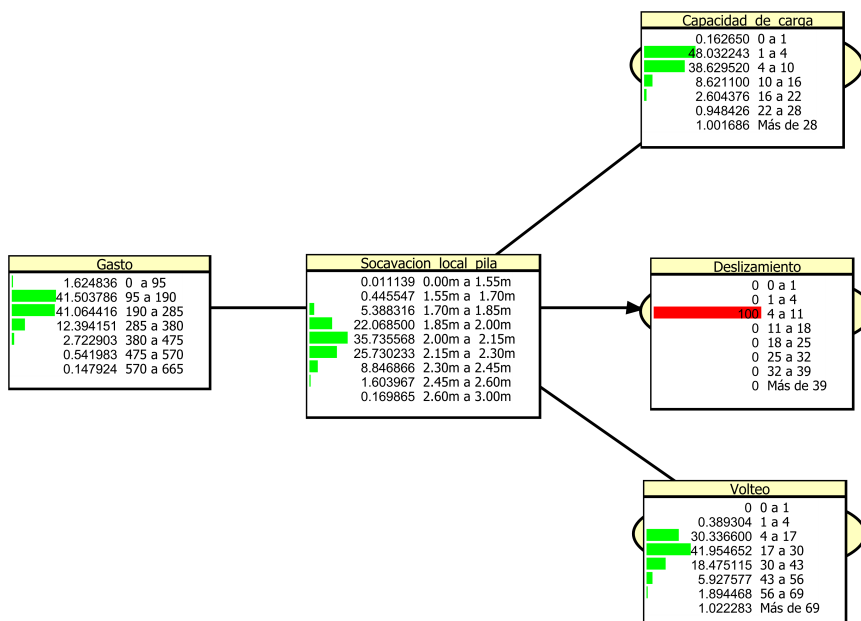 Capacidad de carga
0.162650 0 a 1
48.032243 1 a 4
38.629520 4 a 10
8.621100 10 a 16
2.604376 16 a 22
0.948426 22 a 28
1.001686 Más de 28
Gasto
1.624836 0 a 95
41.503786 95 a 190
41.064416 190 a 285
12.394151 285 a 380
2.722903 380 a 475
0.541983 475 a 570
0.147924 570 a 665
Socavacion local pila
0.011139 0.00m a 1.55m
0.445547 1.55m a 1.70m
5.388316 1.70m a 1.85m
22.068500 1.85m a 2.00m
35.735568 2.00m a 2.15m
25.730233 2.15m a 2.30m
8.846866 2.30m a 2.45m
1.603967 2.45m a 2.60m
0.169865 2.60m a 3.00m
Deslizamiento
0 0 a 1
0 1 a 4
100 4 a 11
0 11 a 18
0 18 a 25
0 25 a 32
0 32 a 39
0 Más de 39
Volteo
0 0 a 1
0.389304 1 a 4
30.336600 4 a 17
41.954652 17 a 30
18.475115 30 a 43
5.927577 43 a 56
1.894468 56 a 69
1.022283 Más de 69